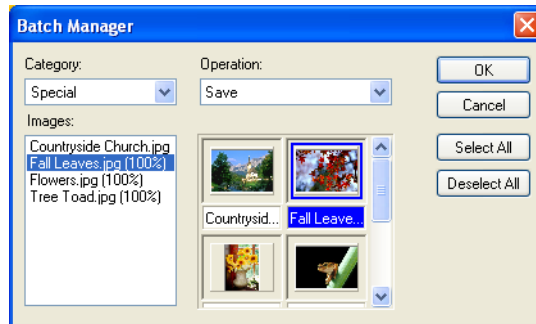 Batch Manager
Category:
Special
Operation:
Save
Images:
Countryside Church.jpg
Fall Leaves.jpg (100%)
Flowers.jpg (100%)
Tree Toad.jpg (100%)
Countrysid...
Fall Leave...
OK
Cancel
Select All
Deselect All